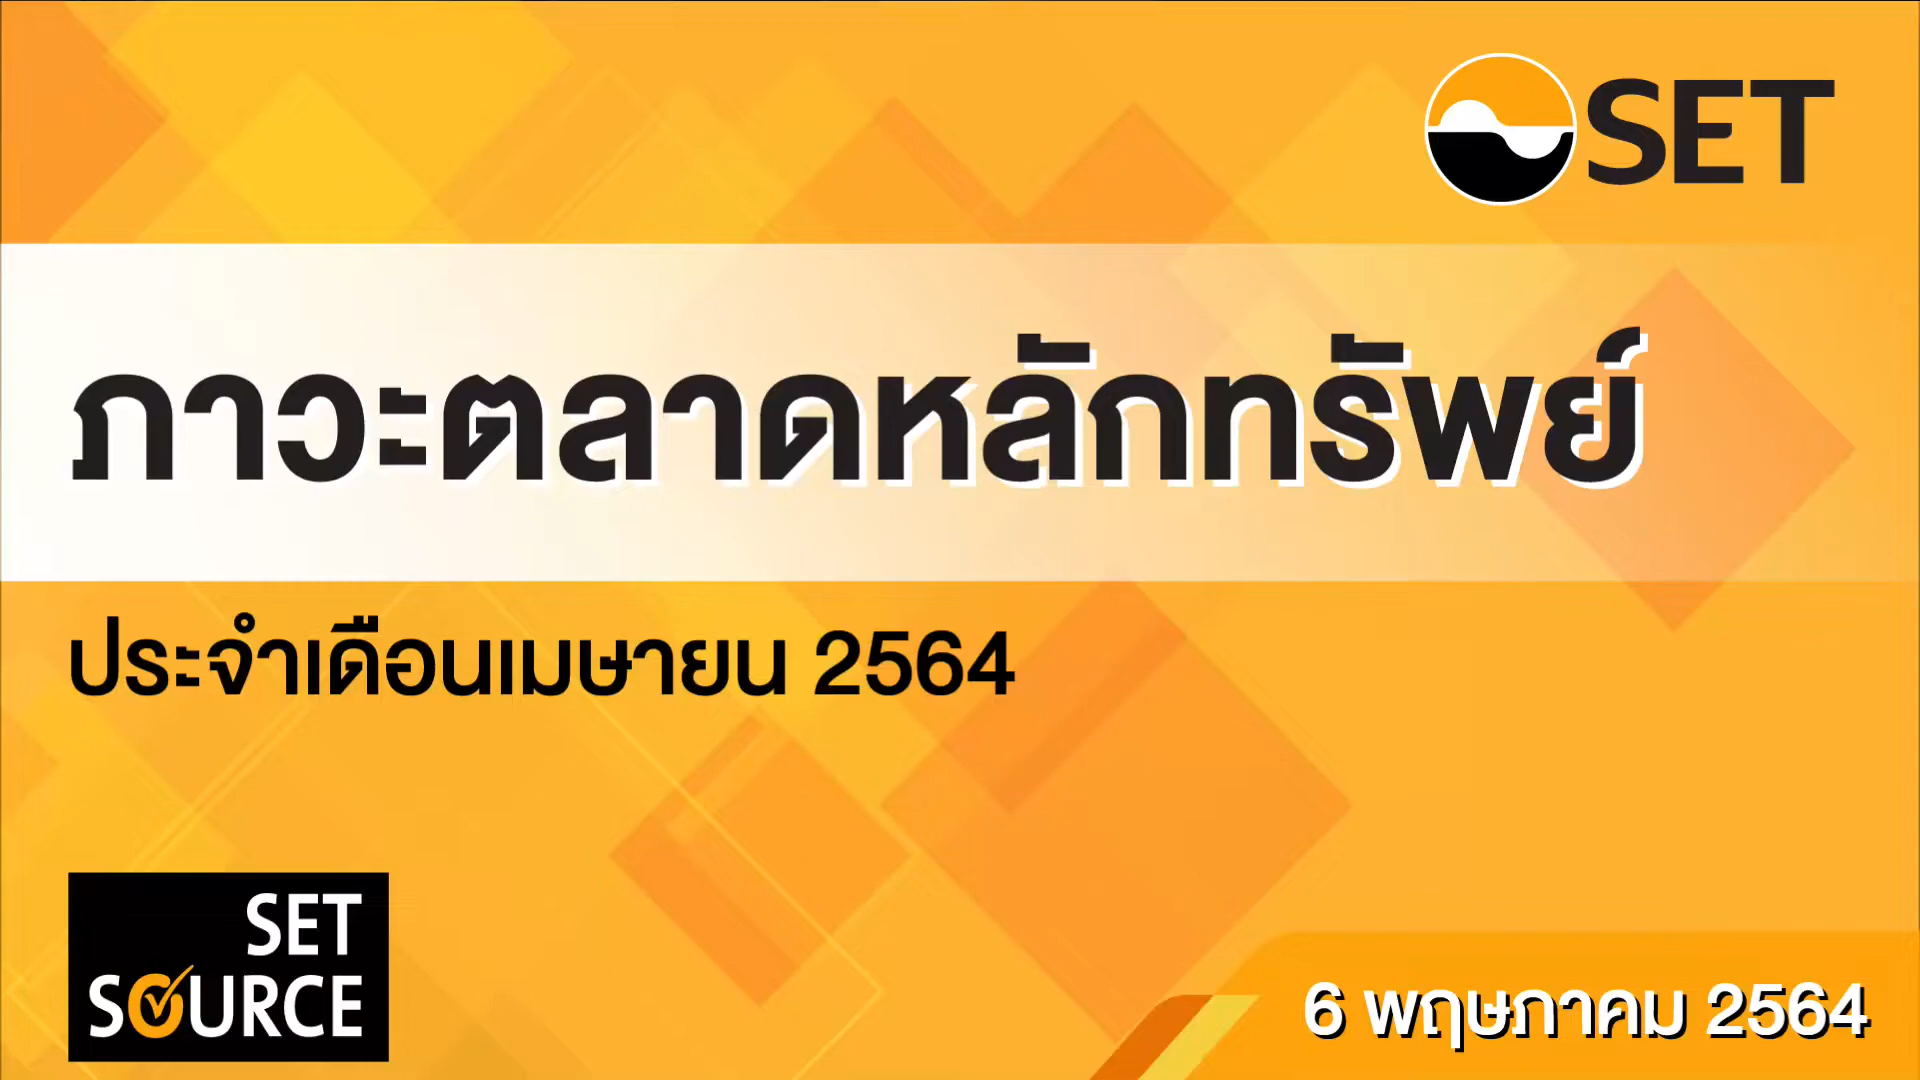 SET
ภาวะตลาดหลักทรัพย์
ประจำเดือนเมษายน 2564
SET
SOURCE
6 พฤษภาคม 2564